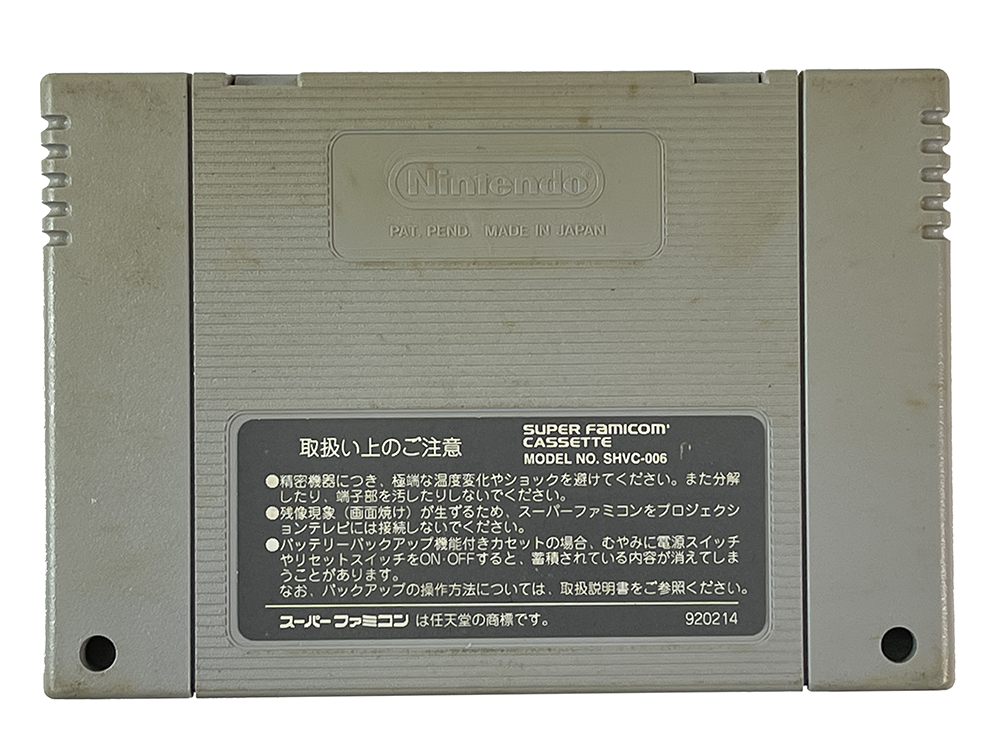 Nintendo
PAT. PEND. MADE IN JAPAN
取扱い上のご注意
SUPER FAMICOM
CASSETTE
MODEL NO. SHVC-006
●精密機器につき、極端な温度変化やショックを避けてください。また分解
したり、端子部を汚したりしないでください。
●残像現象（画面焼け）が生ずるため、スーパーファミコンをプロジェクシ
ョンテレビには接続しないでください。
●バッテリーバックアップ機能付きカセットの場合、むやみに電源スイッチ
やリセットスイッチをON・OFFすると、蓄積されている内容が消えてしま
うことがあります。
なお、バックアップの操作方法については、取扱説明書をご参照ください。
スーパーファミコンは任天堂の商標です。
920214